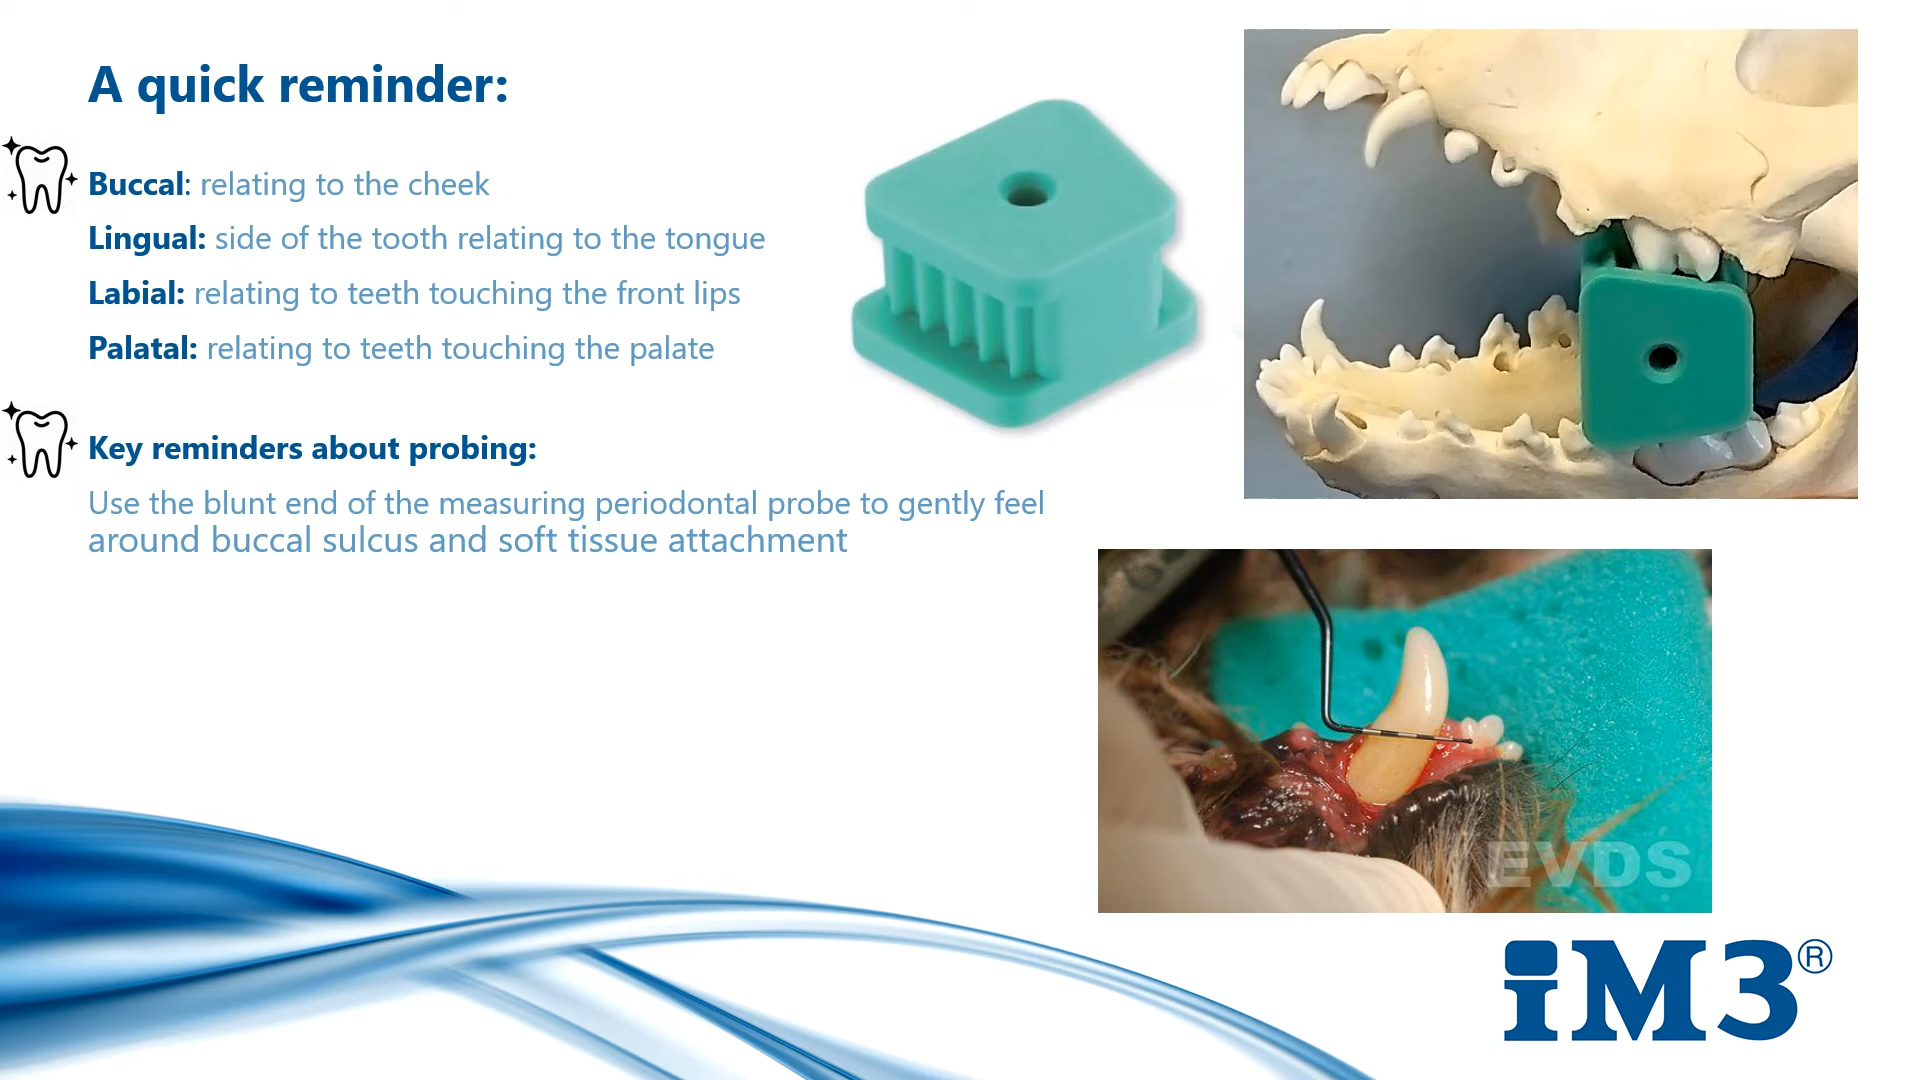 A quick reminder:
Buccal: relating to the cheek
Lingual: side of the tooth relating to the tongue
Labial: relating to teeth touching the front lips
Palatal: relating to teeth touching the palate
Key reminders about probing:
Use the blunt end of the measuring periodontal probe to gently feel
around buccal sulcus and soft tissue attachment
EVDS
iM3®